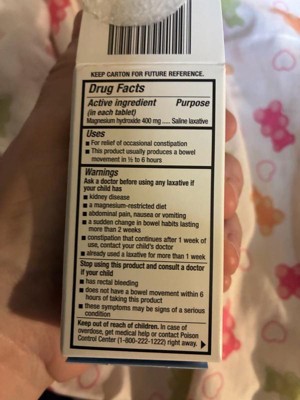 KEEP CARTON FOR FUTURE REFERENCE.
Drug Facts
Active ingredient Purpose
(in each tablet)
Magnesium hydroxide 400 mg ..... Saline laxative
Uses
■ For relief of occasional constipation
■ This product usually produces a bowel
movement in ½ to 6 hours
Warnings
Ask a doctor before using any laxative if
your child has
■ kidney disease
■ a magnesium-restricted diet
■ abdominal pain, nausea or vomiting
■ a sudden change in bowel habits lasting
more than 2 weeks
■ constipation that continues after 1 week of
use, contact your child's doctor
■ already used a laxative for more than 1 week
Stop using this product and consult a doctor
if your child
■ has rectal bleeding
■ does not have a bowel movement within 6
hours of taking this product
■ these symptoms may be signs of a serious
condition
Keep out of reach of children. In case of
overdose, get medical help or contact Poison
Control Center (1-800-222-1222) right away.